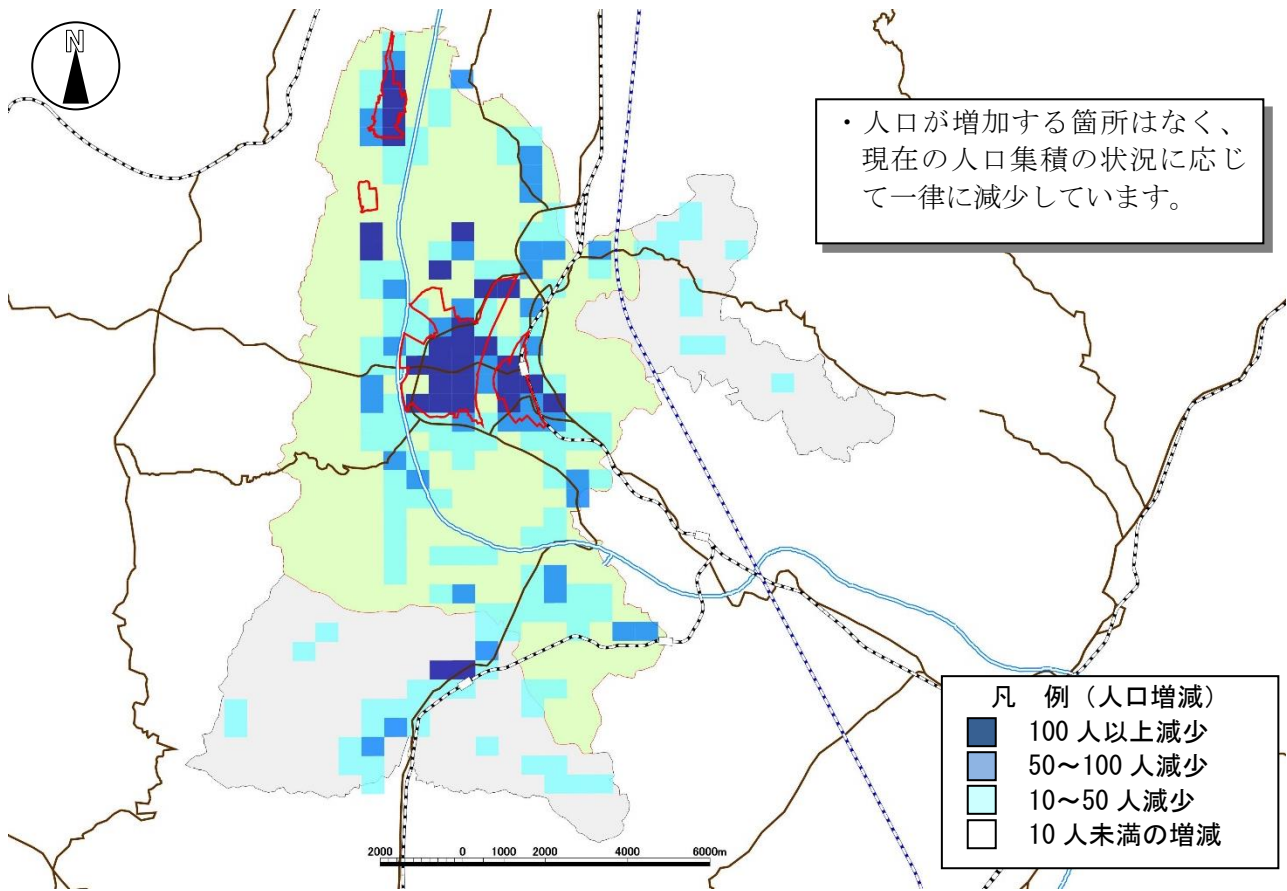 N
・人口が増加する箇所はなく、
現在の人口集積の状況に応じ
て一律に減少しています。
凡 例(人口増減)
100 人以上減少
50~100 人減少
10~50 人減少
10 人未満の増減
2000 0 1000 2000 4000 6000m